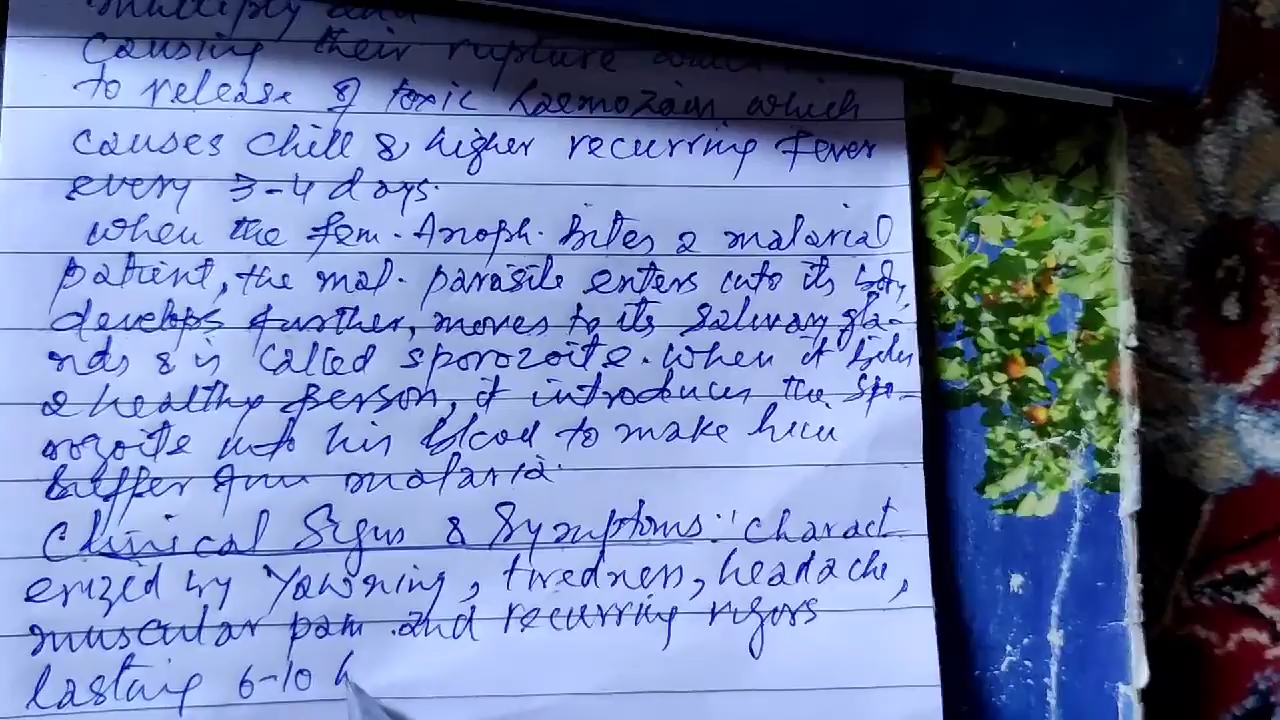 multiply and
causing their rupture
to release of toxic haemozoin which
causes chill & higher recurring fever
every 3-4 days.
when the fem. Anoph. bites a malarial
patient, the mal. parasite enters into its body,
develops further, moves to its salivary gla-
nds & is called sporozoite. When it bites
a healthy person, it introduces the spo-
rozoite into his blood to make him
suffer from malaria.
Clinical Signs & Symptoms: Charact
erized by Yawning, tiredness, headache,
muscular pain and recurring rigors
lasting 6-10 h